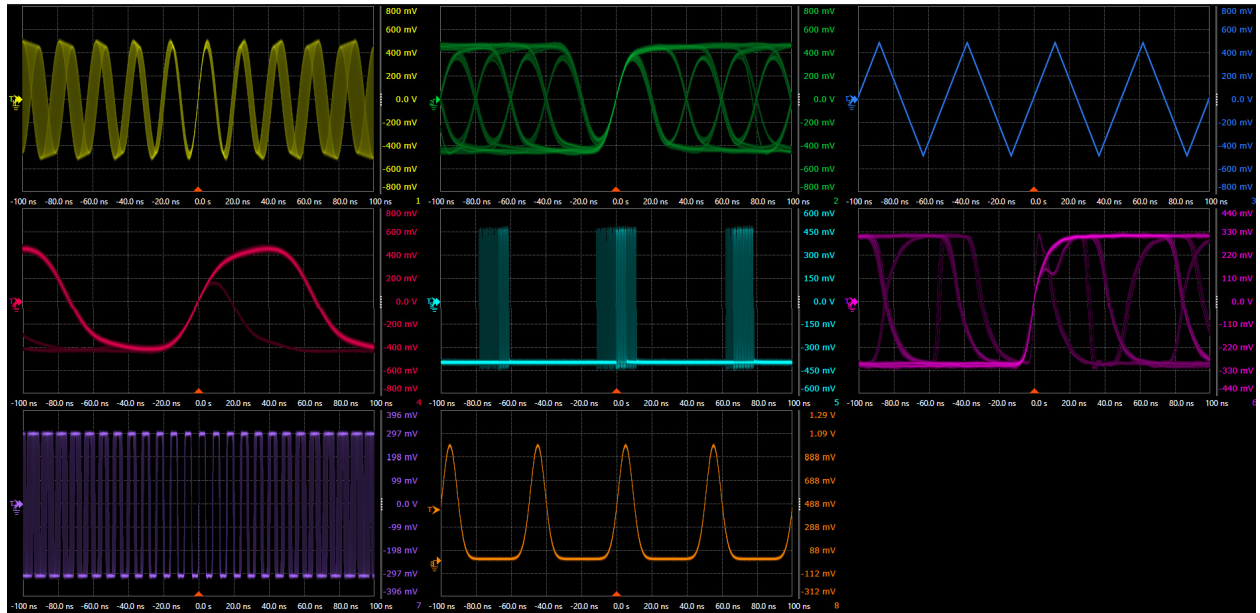 800 mV
600 mV
400 mV
200 mV
0.0 V
-200 mV
-400 mV
-600 mV
-800 mV
-100 ns -80.0 ns -60.0 ns -40.0 ns -20.0 ns 0.0 s 20.0 ns 40.0 ns 60.0 ns 80.0 ns 100 ns
1
800 mV
600 mV
400 mV
200 mV
0.0 V
-200 mV
-400 mV
-600 mV
-800 mV
-100 ns -80.0 ns -60.0 ns -40.0 ns -20.0 ns 0.0 s 20.0 ns 40.0 ns 60.0 ns 80.0 ns 100 ns
2
800 mV
600 mV
400 mV
200 mV
0.0 V
-200 mV
-400 mV
-600 mV
-800 mV
-100 ns -80.0 ns -60.0 ns -40.0 ns -20.0 ns 0.0 s 20.0 ns 40.0 ns 60.0 ns 80.0 ns 100 ns
3
800 mV
600 mV
400 mV
200 mV
0.0 V
-200 mV
-400 mV
-600 mV
-800 mV
-100 ns -80.0 ns -60.0 ns -40.0 ns -20.0 ns 0.0 s 20.0 ns 40.0 ns 60.0 ns 80.0 ns 100 ns
4
600 mV
450 mV
300 mV
150 mV
0.0 V
-150 mV
-300 mV
-450 mV
-600 mV
-100 ns -80.0 ns -60.0 ns -40.0 ns -20.0 ns 0.0 s 20.0 ns 40.0 ns 60.0 ns 80.0 ns 100 ns
5
440 mV
330 mV
220 mV
110 mV
0.0 V
-110 mV
-220 mV
-330 mV
-440 mV
-100 ns -80.0 ns -60.0 ns -40.0 ns -20.0 ns 0.0 s 20.0 ns 40.0 ns 60.0 ns 80.0 ns 100 ns
6
396 mV
297 mV
198 mV
99 mV
0.0 V
-99 mV
-198 mV
-297 mV
-396 mV
-100 ns -80.0 ns -60.0 ns -40.0 ns -20.0 ns 0.0 s 20.0 ns 40.0 ns 60.0 ns 80.0 ns 100 ns
7
1.29 V
1.09 V
888 mV
688 mV
488 mV
288 mV
88 mV
-112 mV
-312 mV
-100 ns -80.0 ns -60.0 ns -40.0 ns -20.0 ns 0.0 s 20.0 ns 40.0 ns 60.0 ns 80.0 ns 100 ns
8